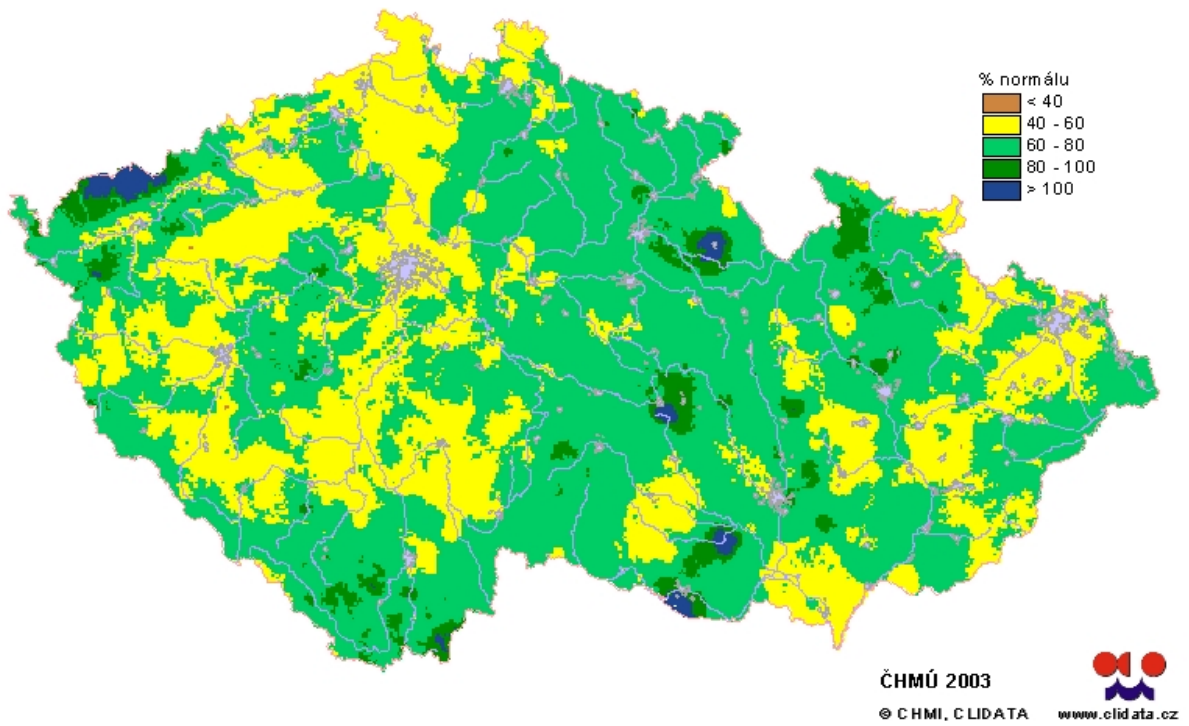 % normálu
< 40
40 - 60
60 - 80
80 - 100
> 100
ČHMÚ 2003
© CHMI, CLIDATA
www.clidata.cz